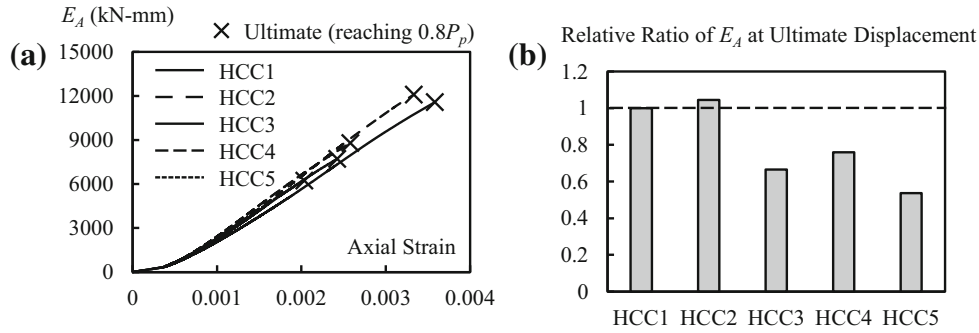 E_A (kN-mm)
(a)
15000
12000
9000
6000
3000
0
Ultimate (reaching 0.8P_p)
HCC1
HCC2
HCC3
HCC4
HCC5
Axial Strain
0 0.001 0.002 0.003 0.004
Relative Ratio of E_A at Ultimate Displacement
(b)
1.2
1
0.8
0.6
0.4
0.2
0
HCC1 HCC2 HCC3 HCC4 HCC5